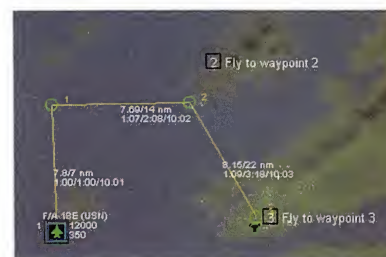 2 Fly to waypoint 2
1
2
7.69/14 nm
1:07/2:08/10:02
8.15/22 nm
1:09/3:18/10:03
7.8/7 nm
1:00/1:00/10:01
F/A-18E (USN)
1
12000
350
3 Fly to waypoint 3